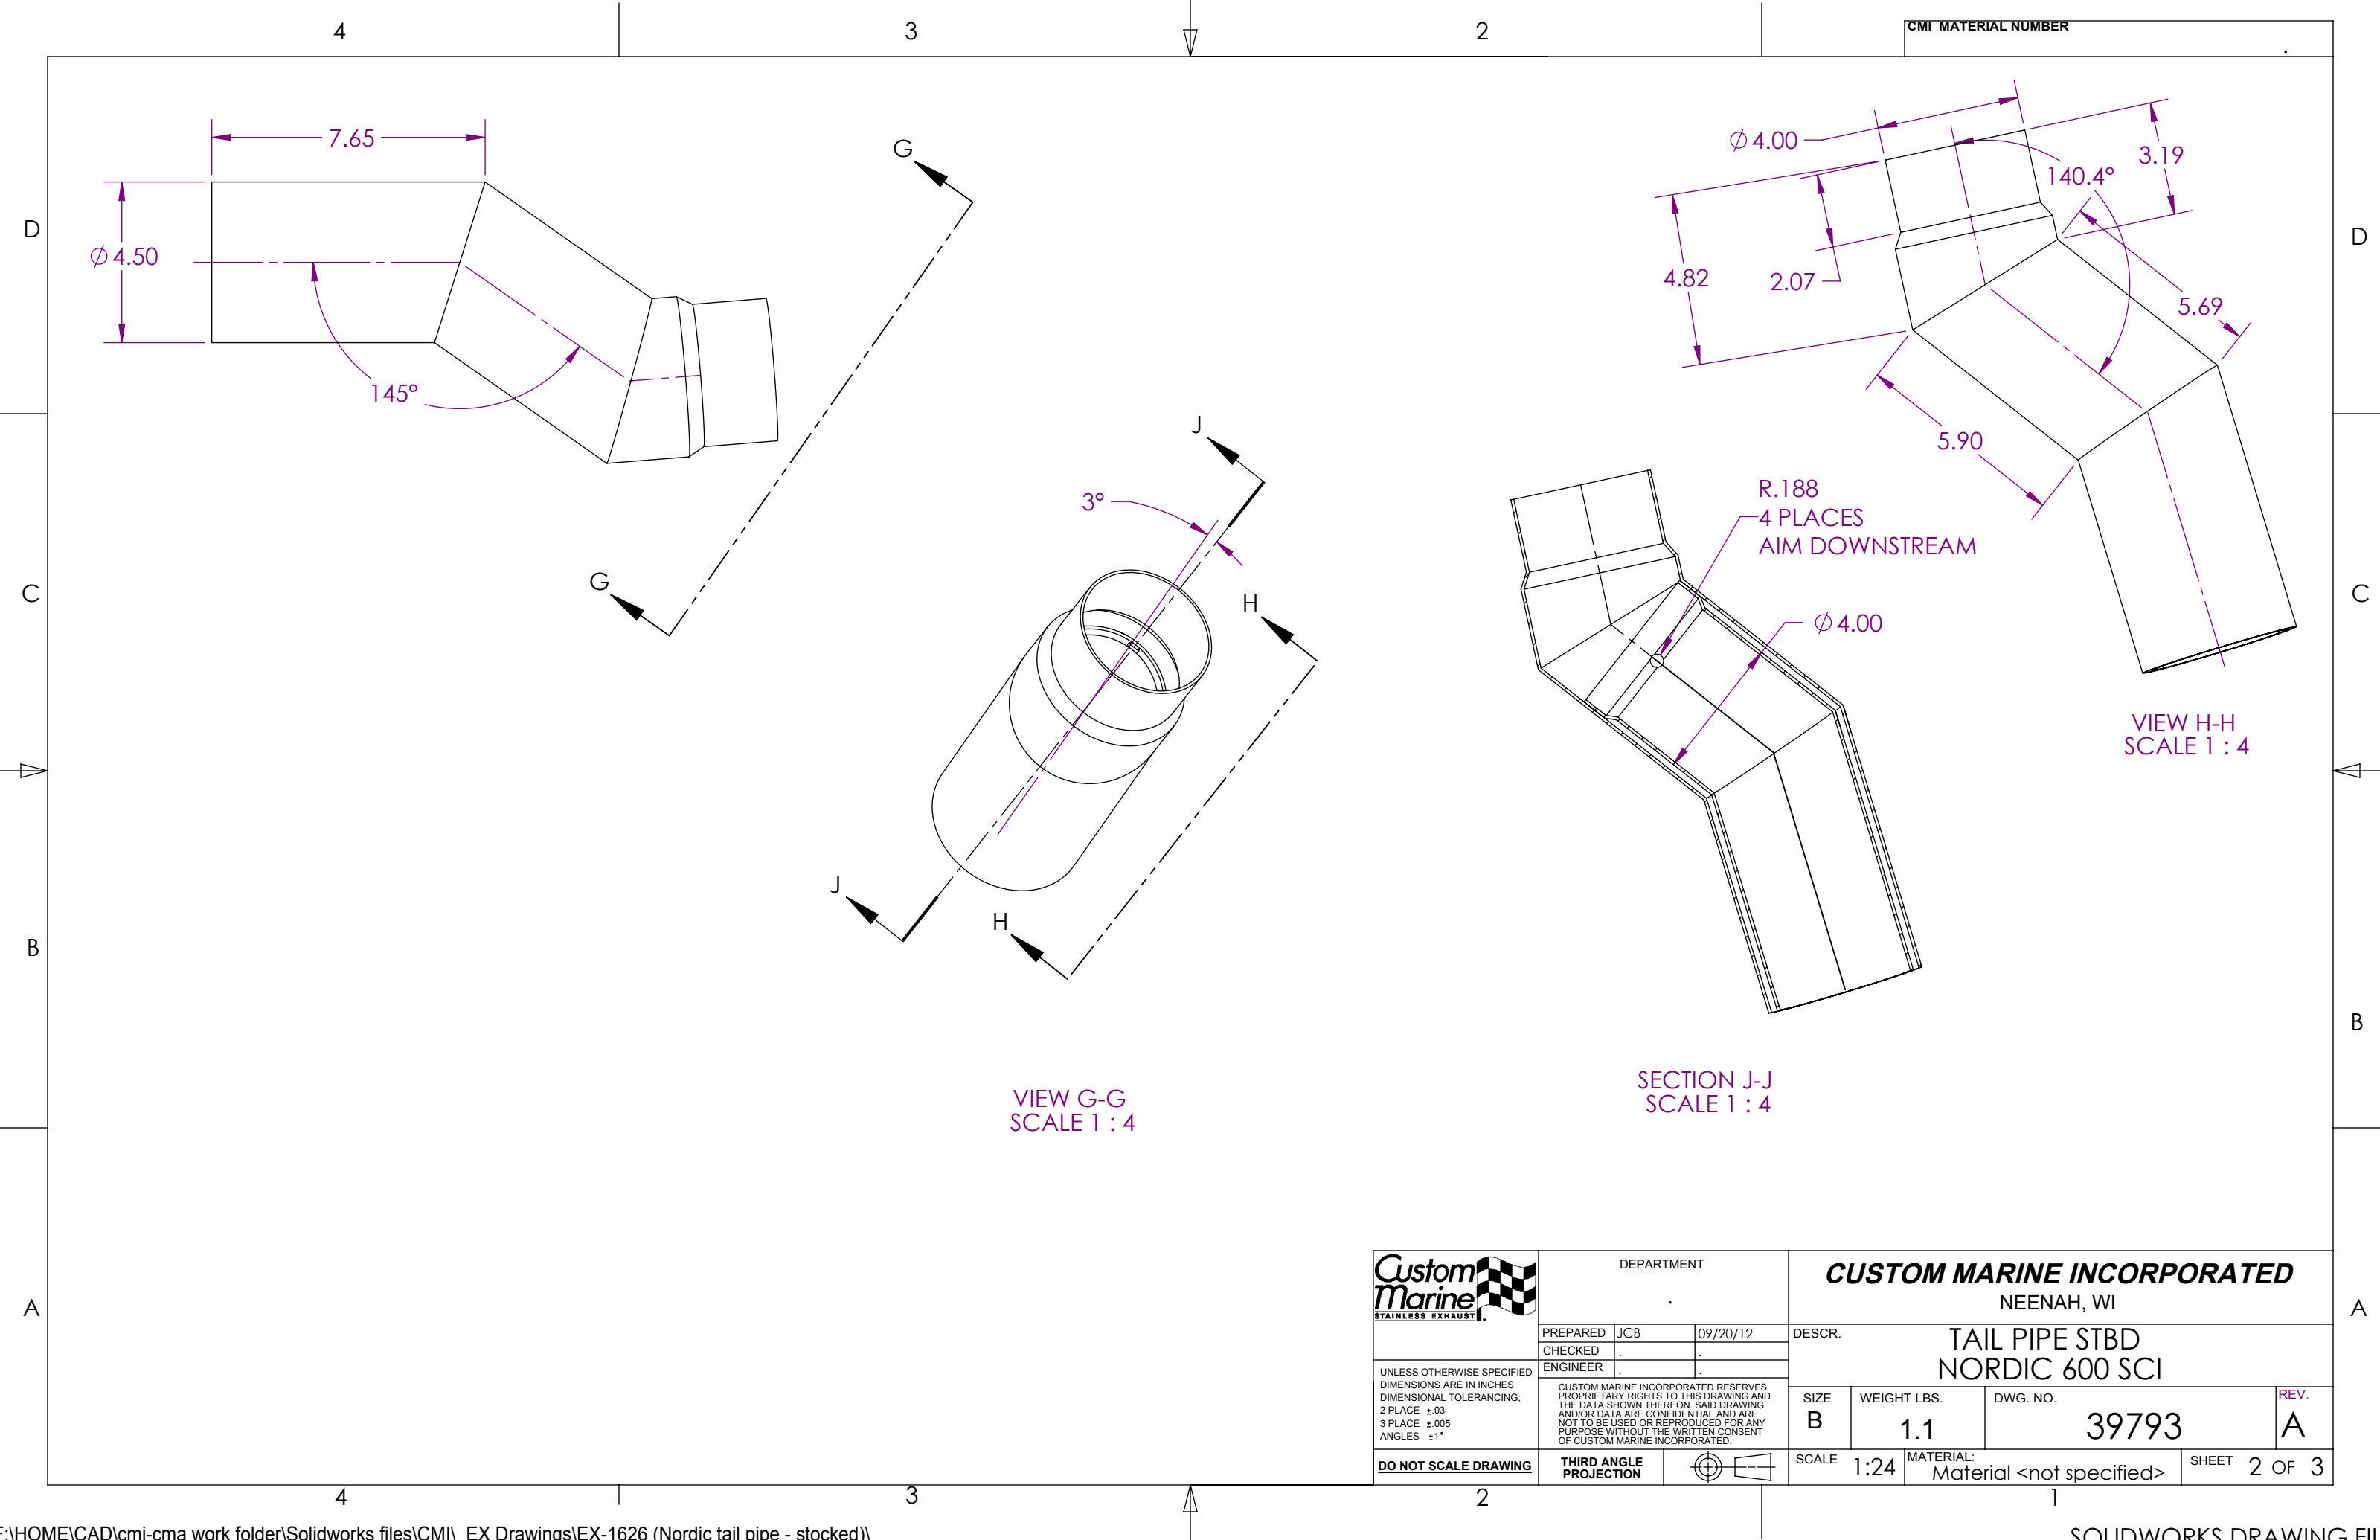 4
3
2
CMI MATERIAL NUMBER
.
D
D
7.65
Ø4.50
145°
G
G
Ø4.00
3.19
140.4°
4.82
2.07
5.69
5.90
J
3°
H
R.188
4 PLACES
AIM DOWNSTREAM
Ø4.00
C
C
VIEW H-H
SCALE 1 : 4
J
H
B
B
VIEW G-G
SCALE 1 : 4
SECTION J-J
SCALE 1 : 4
A
A
Custom
Marine
STAINLESS EXHAUST
DEPARTMENT
.
CUSTOM MARINE INCORPORATED
NEENAH, WI
PREPARED JCB 09/20/12
CHECKED . .
ENGINEER . .
DESCR.
TAIL PIPE STBD
NORDIC 600 SCI
UNLESS OTHERWISE SPECIFIED
DIMENSIONS ARE IN INCHES
DIMENSIONAL TOLERANCING;
2 PLACE ±.03
3 PLACE ±.005
ANGLES ±1°
CUSTOM MARINE INCORPORATED RESERVES
PROPRIETARY RIGHTS TO THIS DRAWING AND
THE DATA SHOWN THEREON. SAID DRAWING
AND/OR DATA ARE CONFIDENTIAL AND ARE
NOT TO BE USED OR REPRODUCED FOR ANY
PURPOSE WITHOUT THE WRITTEN CONSENT
OF CUSTOM MARINE INCORPORATED.
SIZE
B
WEIGHT LBS.
1.1
DWG. NO.
39793
REV.
A
DO NOT SCALE DRAWING
THIRD ANGLE
PROJECTION
SCALE 1:24
MATERIAL:
Material <not specified>
SHEET 2 OF 3
4
3
2
1
F:\HOME\CAD\cmi-cma work folder\Solidworks files\CMI\_EX Drawings\EX-1626 (Nordic tail pipe - stocked)\
SOLIDWORKS DRAWING